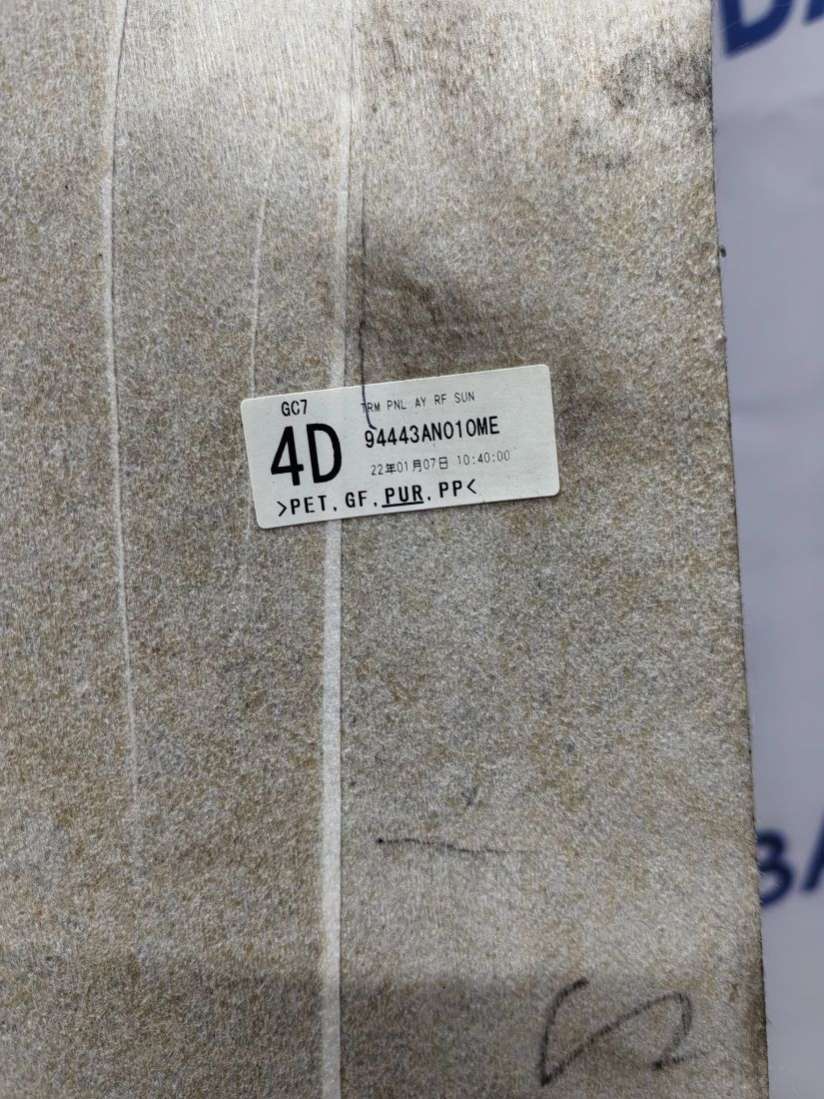 GC7
TRM PNL AY RF SUN
4D
94443AN010ME
22年01月07日 10:40:00
>PET, GF, PUR, PP<